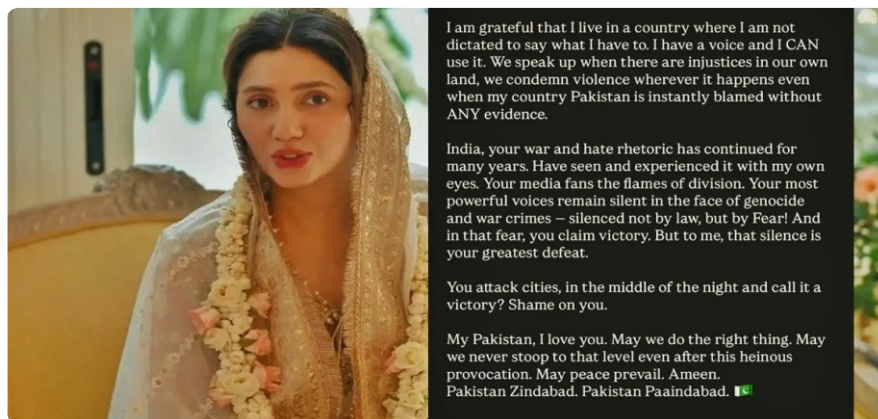 I am grateful that I live in a country where I am not
dictated to say what I have to. I have a voice and I CAN
use it. We speak up when there are injustices in our own
land, we condemn violence wherever it happens even
when my country Pakistan is instantly blamed without
ANY evidence.
India, your war and hate rhetoric has continued for
many years. Have seen and experienced it with my own
eyes. Your media fans the flames of division. Your most
powerful voices remain silent in the face of genocide
and war crimes – silenced not by law, but by Fear! And
in that fear, you claim victory. But to me, that silence is
your greatest defeat.
You attack cities, in the middle of the night and call it a
victory? Shame on you.
My Pakistan, I love you. May we do the right thing. May
we never stoop to that level even after this heinous
provocation. May peace prevail. Ameen.
Pakistan Zindabad. Pakistan Paaindabad. 🇵🇰